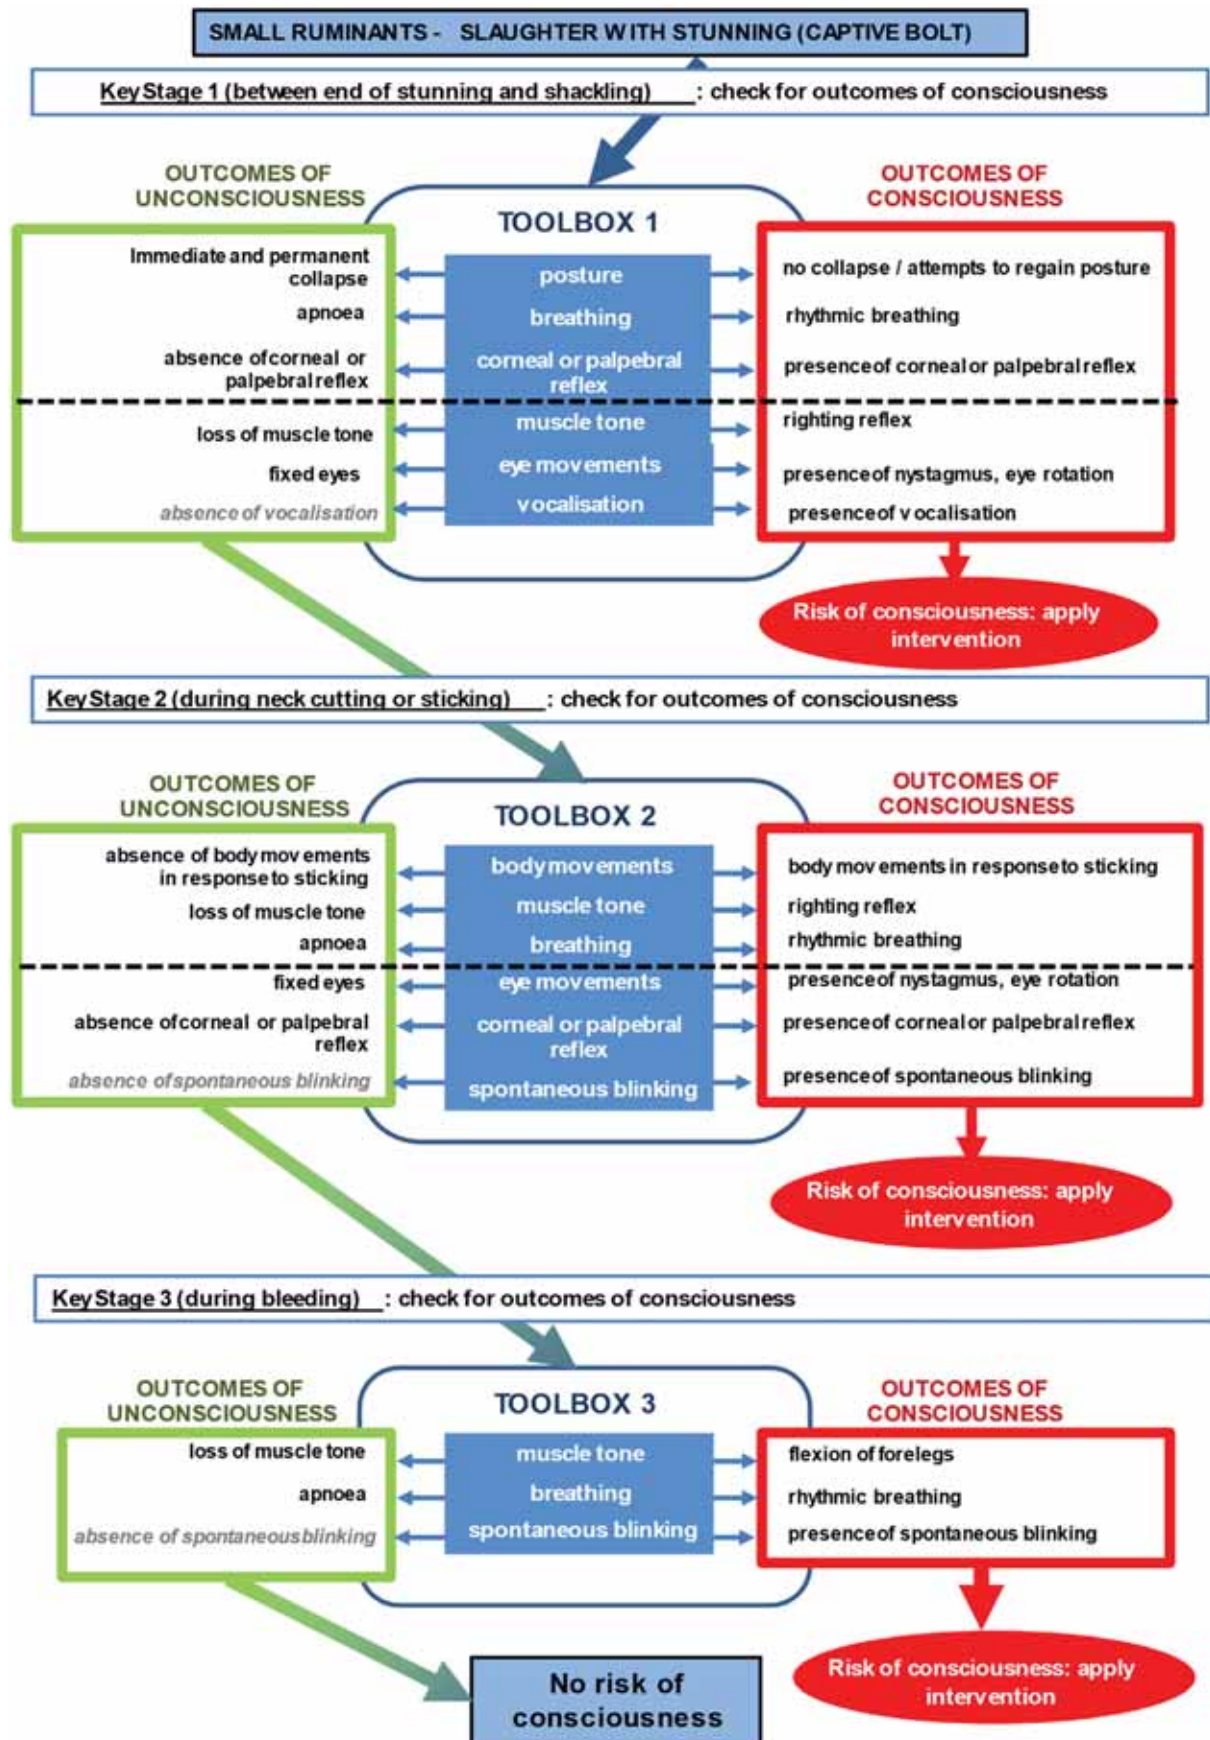 SMALL RUMINANTS - SLAUGHTER WITH STUNNING (CAPTIVE BOLT)
Key Stage 1 (between end of stunning and shackling) : check for outcomes of consciousness
OUTCOMES OF
UNCONSCIOUSNESS
TOOLBOX 1
OUTCOMES OF
CONSCIOUSNESS
Immediate and permanent
collapse
posture
no collapse / attempts to regain posture
apnoea
breathing
rhythmic breathing
absence of corneal or
palpebral reflex
corneal or palpebral
reflex
presence of corneal or palpebral reflex
loss of muscle tone
muscle tone
righting reflex
fixed eyes
eye movements
presence of nystagmus, eye rotation
absence of vocalisation
vocalisation
presence of vocalisation
Risk of consciousness: apply
intervention
Key Stage 2 (during neck cutting or sticking) : check for outcomes of consciousness
OUTCOMES OF
UNCONSCIOUSNESS
TOOLBOX 2
OUTCOMES OF
CONSCIOUSNESS
absence of body movements
in response to sticking
body movements
body movements in response to sticking
loss of muscle tone
muscle tone
righting reflex
apnoea
breathing
rhythmic breathing
fixed eyes
eye movements
presence of nystagmus, eye rotation
absence of corneal or palpebral
reflex
corneal or palpebral
reflex
presence of corneal or palpebral reflex
absence of spontaneous blinking
spontaneous blinking
presence of spontaneous blinking
Risk of consciousness: apply
intervention
Key Stage 3 (during bleeding) : check for outcomes of consciousness
OUTCOMES OF
UNCONSCIOUSNESS
TOOLBOX 3
OUTCOMES OF
CONSCIOUSNESS
loss of muscle tone
muscle tone
flexion of forelegs
apnoea
breathing
rhythmic breathing
absence of spontaneous blinking
spontaneous blinking
presence of spontaneous blinking
No risk of
consciousness
Risk of consciousness: apply
intervention